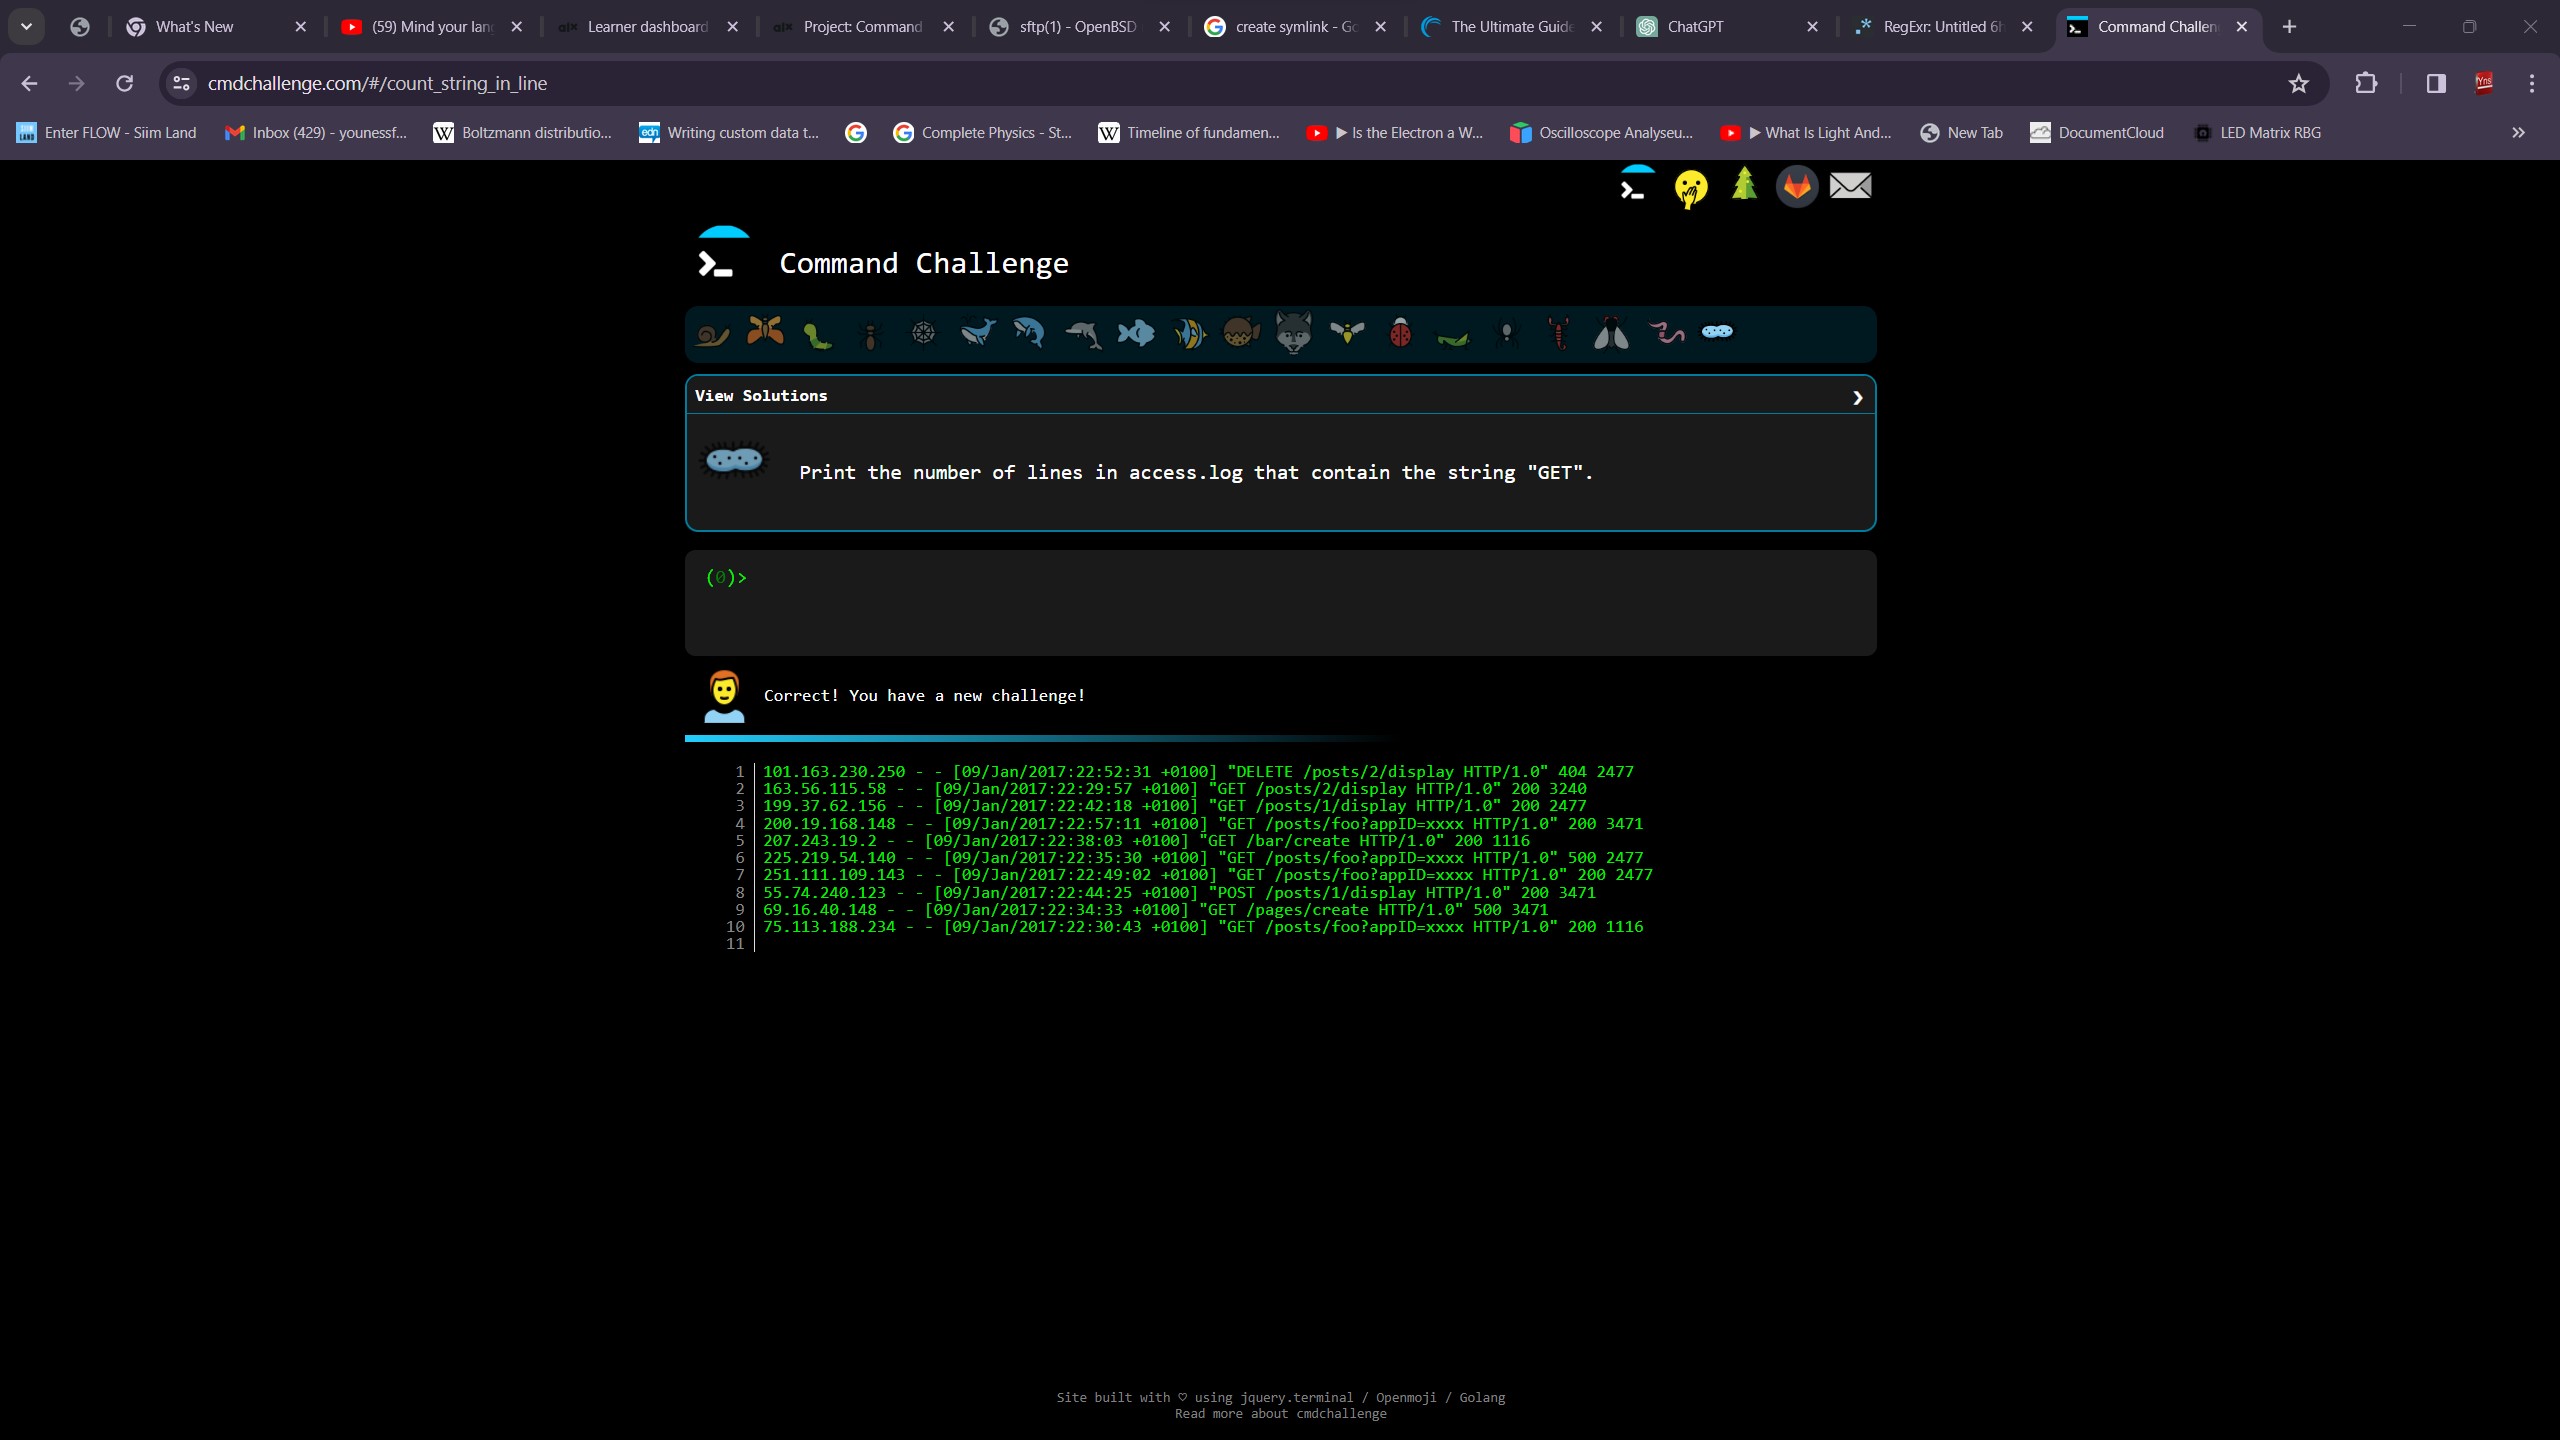 What's New
(59) Mind your lan
Learner dashboard
Project: Command
sftp(1) - OpenBSD
create symlink - Go
The Ultimate Guide
ChatGPT
RegExr: Untitled 6h
Command Challen
cmdchallenge.com/#/count_string_in_line
Yns
Enter FLOW - Siim Land
Inbox (429) - younessf...
Boltzmann distributio...
Writing custom data t...
Complete Physics - St...
Timeline of fundamen...
▶ Is the Electron a W...
Oscilloscope Analyseu...
▶ What Is Light And...
New Tab
DocumentCloud
LED Matrix RBG
Command Challenge
View Solutions
Print the number of lines in access.log that contain the string "GET".
(0)>
Correct! You have a new challenge!
1 101.163.230.250 - - [09/Jan/2017:22:52:31 +0100] "DELETE /posts/2/display HTTP/1.0" 404 2477
2 163.56.115.58 - - [09/Jan/2017:22:29:57 +0100] "GET /posts/2/display HTTP/1.0" 200 3240
3 199.37.62.156 - - [09/Jan/2017:22:42:18 +0100] "GET /posts/1/display HTTP/1.0" 200 2477
4 200.19.168.148 - - [09/Jan/2017:22:57:11 +0100] "GET /posts/foo?appID=xxxx HTTP/1.0" 200 3471
5 207.243.19.2 - - [09/Jan/2017:22:38:03 +0100] "GET /bar/create HTTP/1.0" 200 1116
6 225.219.54.140 - - [09/Jan/2017:22:35:30 +0100] "GET /posts/foo?appID=xxxx HTTP/1.0" 500 2477
7 251.111.109.143 - - [09/Jan/2017:22:49:02 +0100] "GET /posts/foo?appID=xxxx HTTP/1.0" 200 2477
8 55.74.240.123 - - [09/Jan/2017:22:44:25 +0100] "POST /posts/1/display HTTP/1.0" 200 3471
9 69.16.40.148 - - [09/Jan/2017:22:34:33 +0100] "GET /pages/create HTTP/1.0" 500 3471
10 75.113.188.234 - - [09/Jan/2017:22:30:43 +0100] "GET /posts/foo?appID=xxxx HTTP/1.0" 200 1116
11
Site built with ♡ using jquery.terminal / Openmoji / Golang
Read more about cmdchallenge